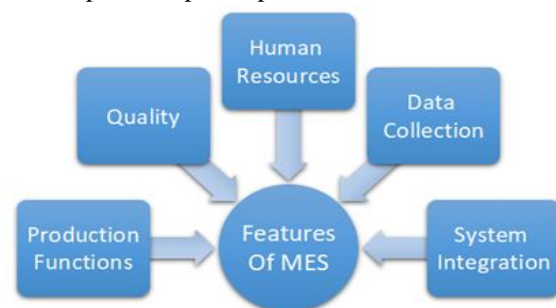 Human
Resources
Quality
Data
Collection
Production
Functions
Features
Of MES
System
Integration